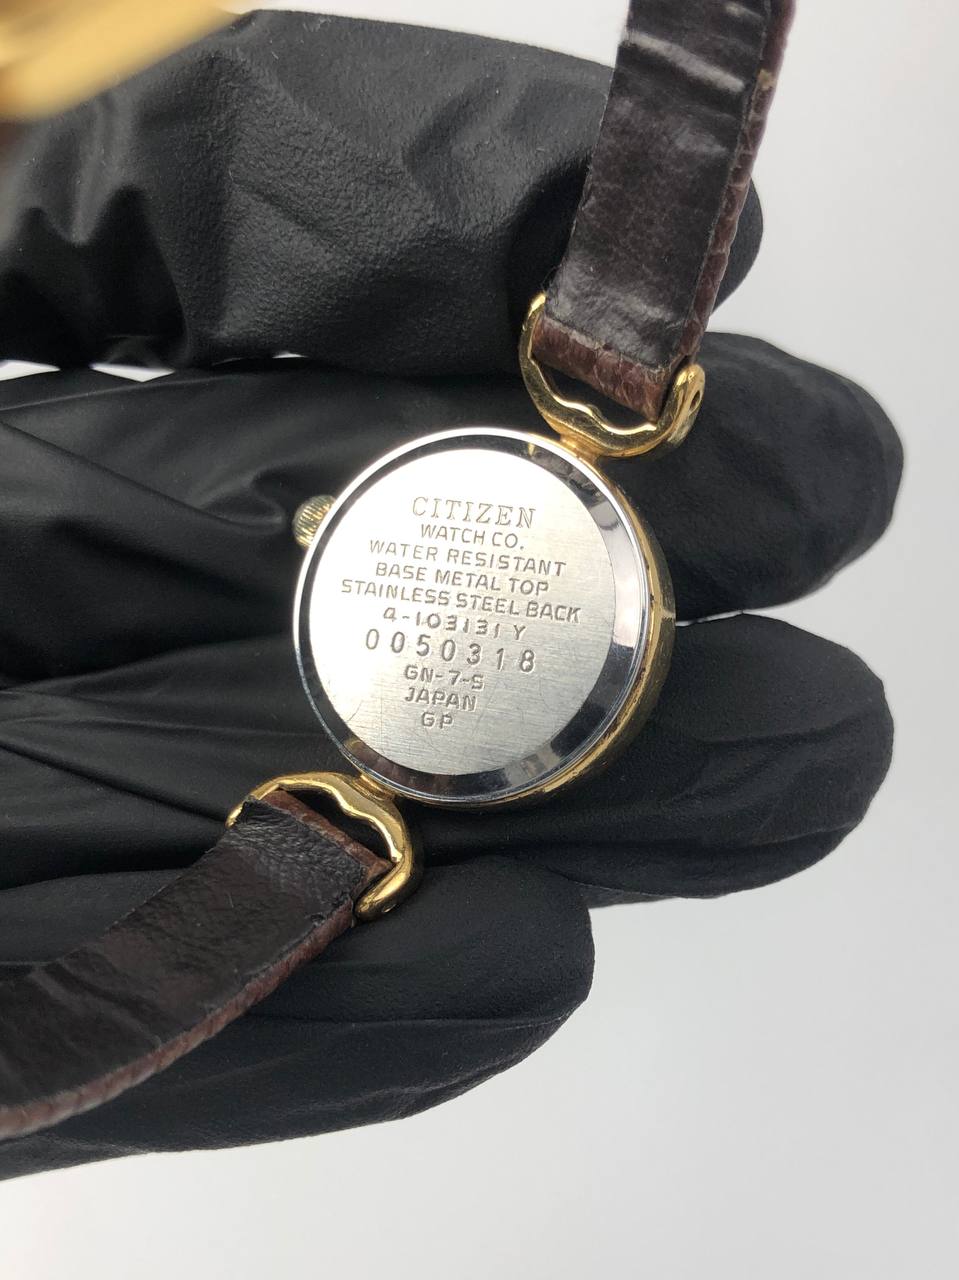 CITIZEN
WATCH CO.
WATER RESISTANT
BASE METAL TOP
STAINLESS STEEL BACK
4-103131 Y
0050318
GN-7-S
JAPAN
GP